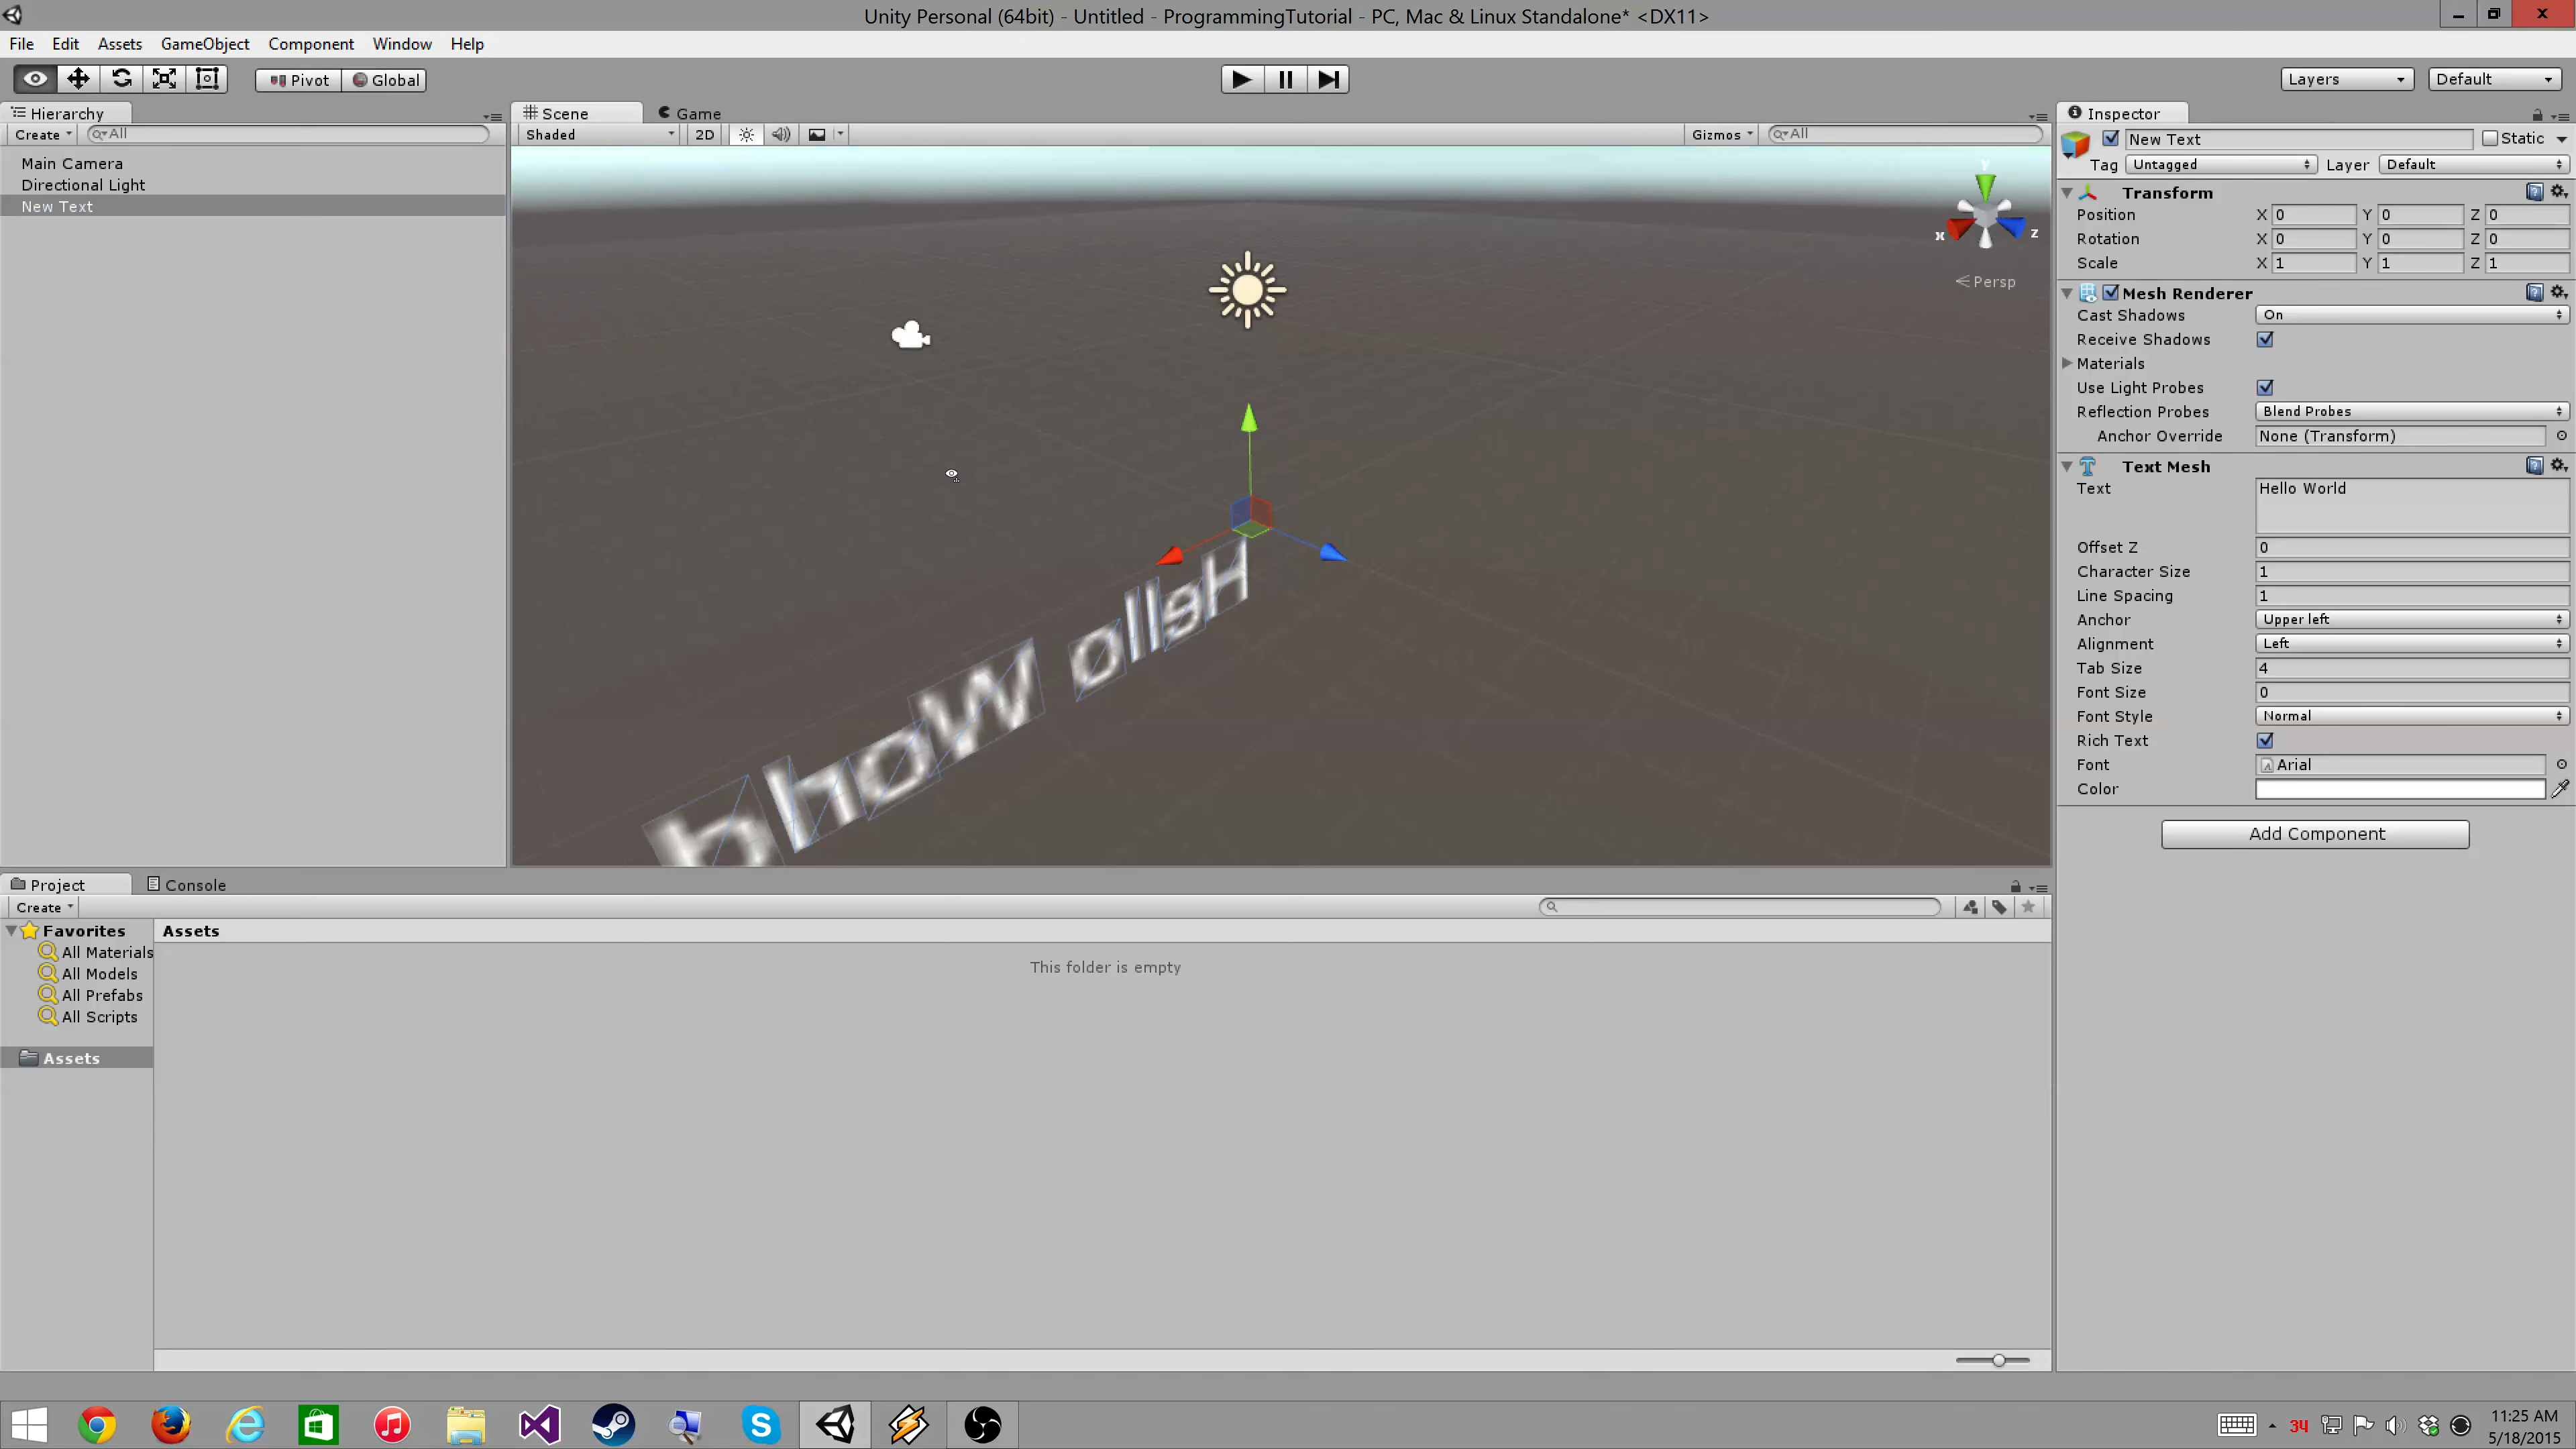 Unity Personal (64bit) - Untitled - ProgrammingTutorial - PC, Mac & Linux Standalone* <DX11>
File Edit Assets GameObject Component Window Help
Pivot Global Layers Default
Hierarchy
Create All
Main Camera
Directional Light
New Text
Scene Game
Shaded 2D Gizmos All
y
x z
Persp
Hello World
Inspector
New Text Static
Tag Untagged Layer Default
Transform
Position X 0 Y 0 Z 0
Rotation X 0 Y 0 Z 0
Scale X 1 Y 1 Z 1
Mesh Renderer
Cast Shadows On
Receive Shadows
Materials
Use Light Probes
Reflection Probes Blend Probes
Anchor Override None (Transform)
Text Mesh
Text Hello World
Offset Z 0
Character Size 1
Line Spacing 1
Anchor Upper left
Alignment Left
Tab Size 4
Font Size 0
Font Style Normal
Rich Text
Font Arial
Color
Add Component
Project Console
Create
Favorites
All Materials
All Models
All Prefabs
All Scripts
Assets
Assets
This folder is empty
34
11:25 AM
5/18/2015